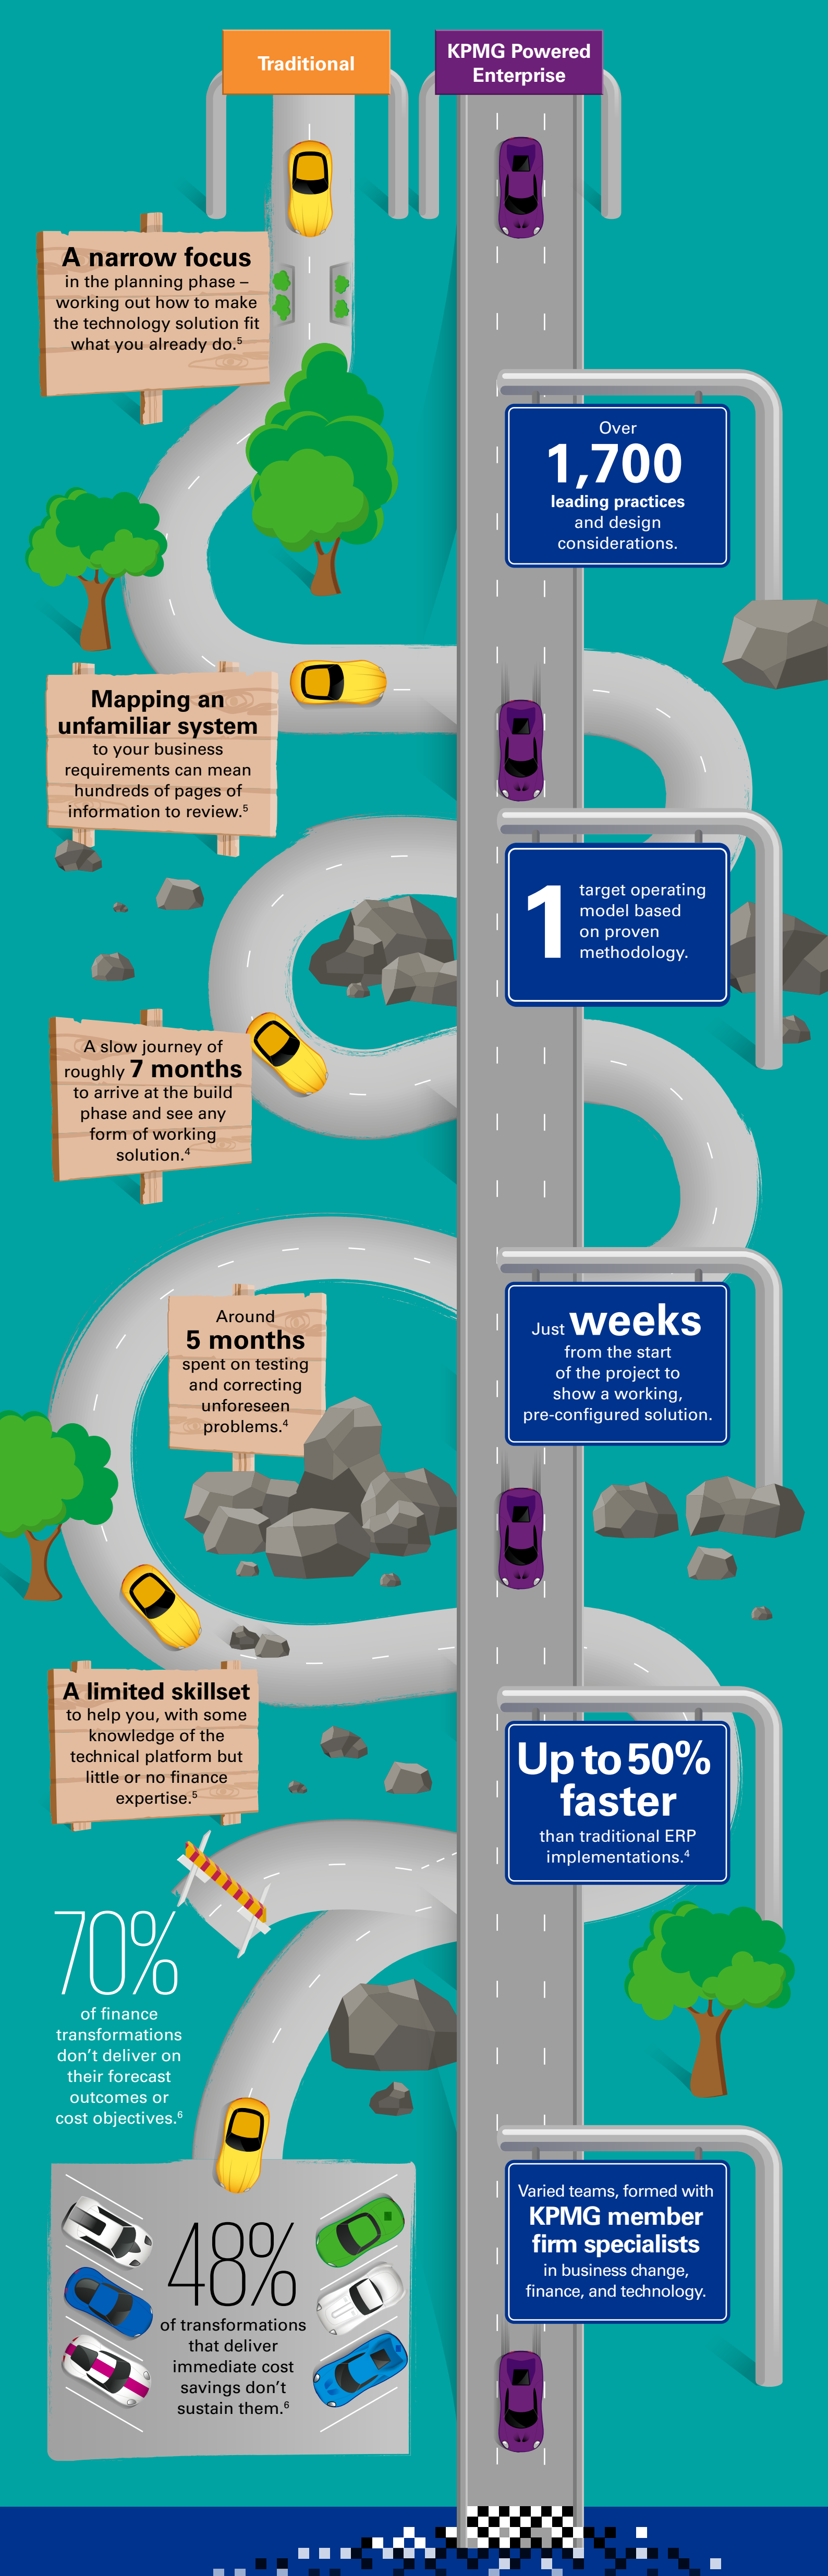 Traditional
KPMG Powered
Enterprise
A narrow focus
in the planning phase –
working out how to make
the technology solution fit
what you already do.5
Over
1,700
leading practices
and design
considerations.
Mapping an
unfamiliar system
to your business
requirements can mean
hundreds of pages of
information to review.5
1
target operating
model based
on proven
methodology.
A slow journey of
roughly 7 months
to arrive at the build
phase and see any
form of working
solution.4
Just weeks
from the start
of the project to
show a working,
pre-configured solution.
Around
5 months
spent on testing
and correcting
unforeseen
problems.4
A limited skillset
to help you, with some
knowledge of the
technical platform but
little or no finance
expertise.5
Up to 50%
faster
than traditional ERP
implementations.4
70%
of finance
transformations
don't deliver on
their forecast
outcomes or
cost objectives.6
Varied teams, formed with
KPMG member
firm specialists
in business change,
finance, and technology.
48%
of transformations
that deliver
immediate cost
savings don't
sustain them.6